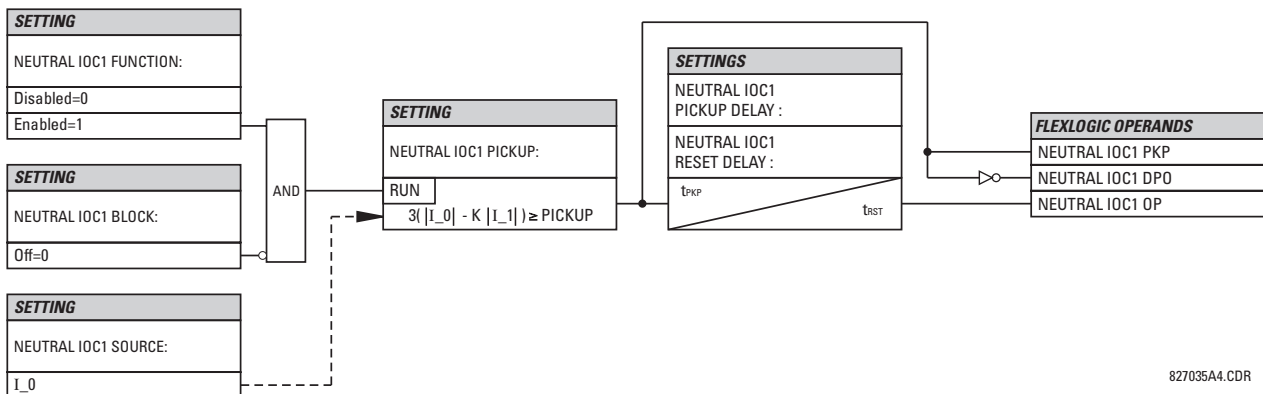 SETTING
NEUTRAL IOC1 FUNCTION:
Disabled=0
Enabled=1
SETTING
NEUTRAL IOC1 BLOCK:
Off=0
SETTING
NEUTRAL IOC1 SOURCE:
I_0
AND
SETTING
NEUTRAL IOC1 PICKUP:
RUN
3( |I_0| - K |I_1| ) ≥ PICKUP
SETTINGS
NEUTRAL IOC1
PICKUP DELAY :
NEUTRAL IOC1
RESET DELAY :
tPKP
tRST
FLEXLOGIC OPERANDS
NEUTRAL IOC1 PKP
NEUTRAL IOC1 DPO
NEUTRAL IOC1 OP
827035A4.CDR